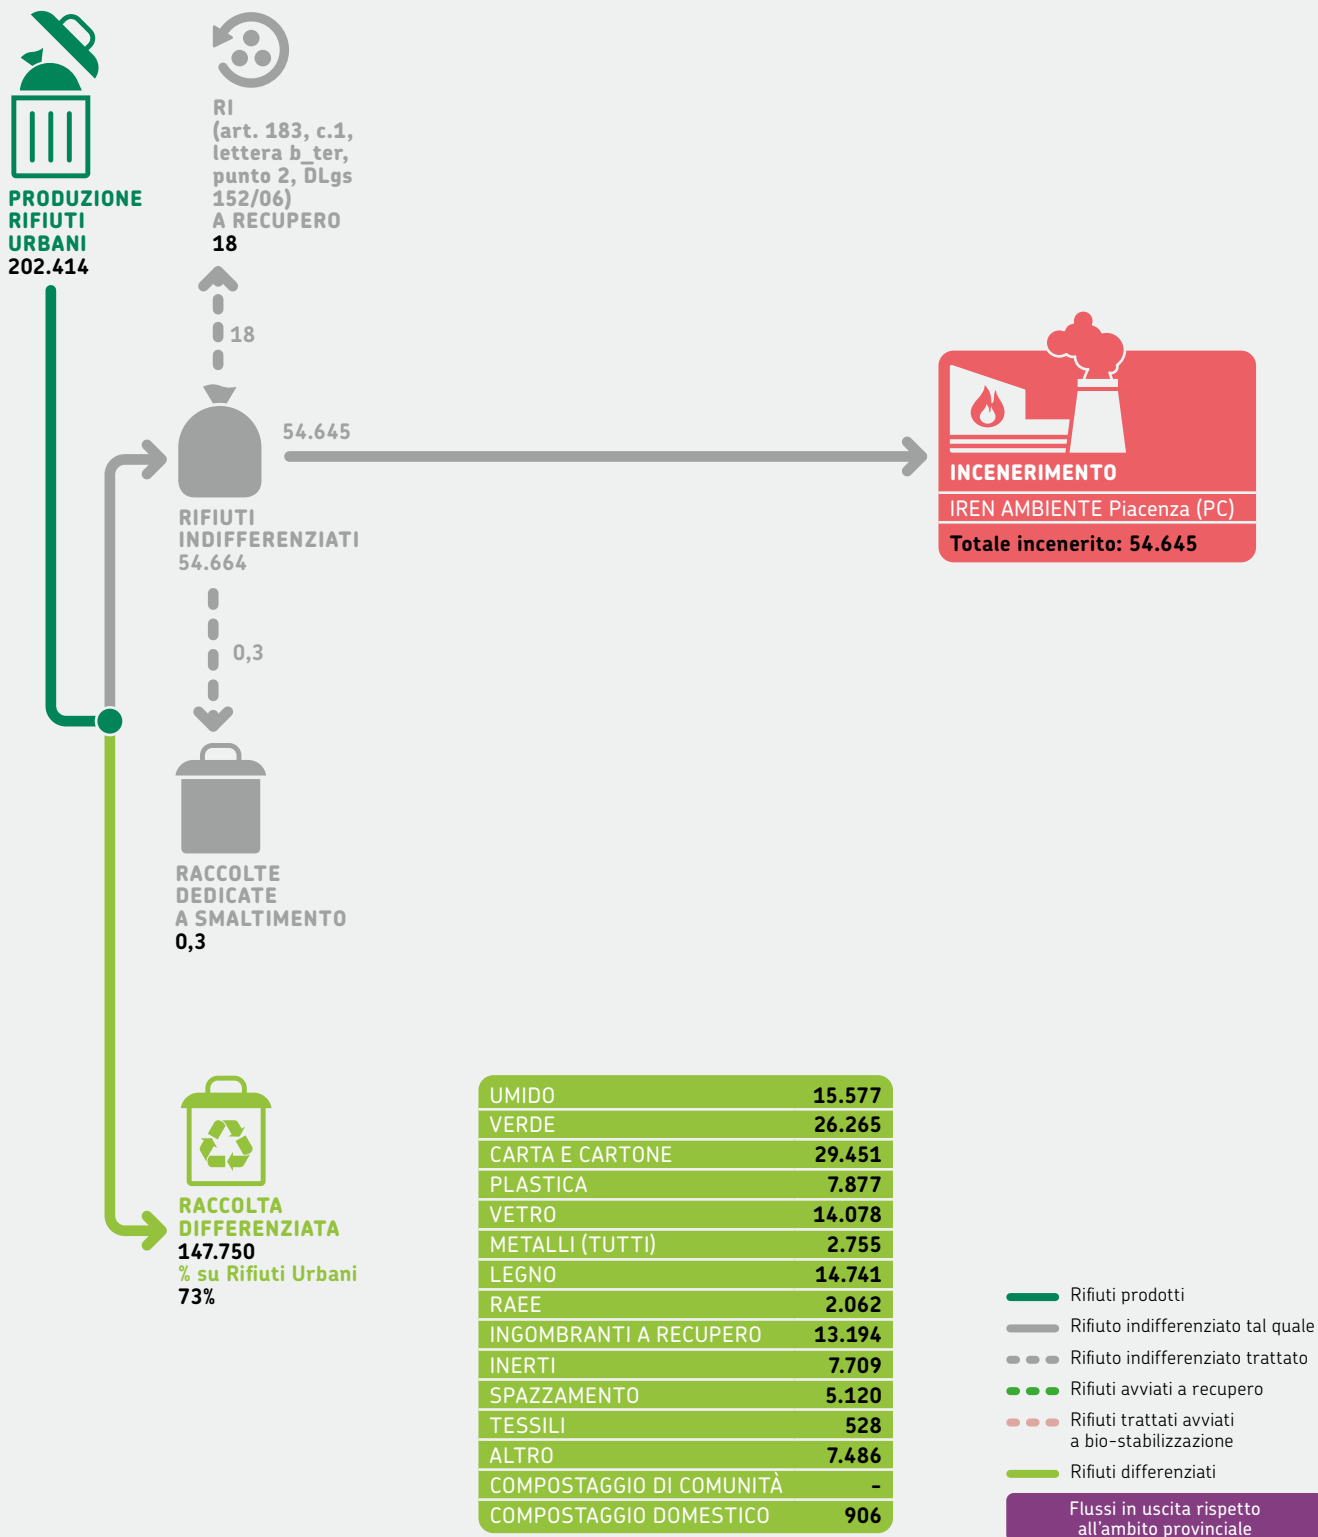 PRODUZIONE
RIFIUTI
URBANI
202.414
RI
(art. 183, c.1,
lettera b_ter,
punto 2, DLgs
152/06)
A RECUPERO
18
18
54.645
RIFIUTI
INDIFFERENZIATI
54.664
INCENERIMENTO
IREN AMBIENTE Piacenza (PC)
Totale incenerito: 54.645
0,3
RACCOLTE
DEDICATE
A SMALTIMENTO
0,3
RACCOLTA
DIFFERENZIATA
147.750
% su Rifiuti Urbani
73%
UMIDO 15.577
VERDE 26.265
CARTA E CARTONE 29.451
PLASTICA 7.877
VETRO 14.078
METALLI (TUTTI) 2.755
LEGNO 14.741
RAEE 2.062
INGOMBRANTI A RECUPERO 13.194
INERTI 7.709
SPAZZAMENTO 5.120
TESSILI 528
ALTRO 7.486
COMPOSTAGGIO DI COMUNITÀ -
COMPOSTAGGIO DOMESTICO 906
Rifiuti prodotti
Rifiuto indifferenziato tal quale
Rifiuto indifferenziato trattato
Rifiuti avviati a recupero
Rifiuti trattati avviati
a bio-stabilizzazione
Rifiuti differenziati
Flussi in uscita rispetto
all'ambito provinciale